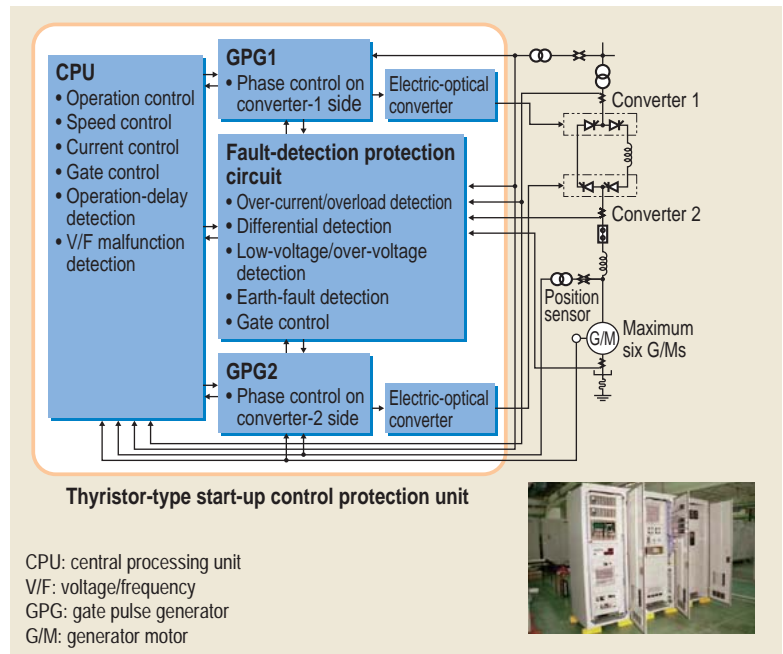 CPU
• Operation control
• Speed control
• Current control
• Gate control
• Operation-delay
detection
• V/F malfunction
detection
GPG1
• Phase control on
converter-1 side
Electric-optical
converter
Fault-detection protection
circuit
• Over-current/overload detection
• Differential detection
• Low-voltage/over-voltage
detection
• Earth-fault detection
• Gate control
GPG2
• Phase control on
converter-2 side
Electric-optical
converter
Converter 1
Converter 2
Position
sensor
G/M
Maximum
six G/Ms
Thyristor-type start-up control protection unit
CPU: central processing unit
V/F: voltage/frequency
GPG: gate pulse generator
G/M: generator motor